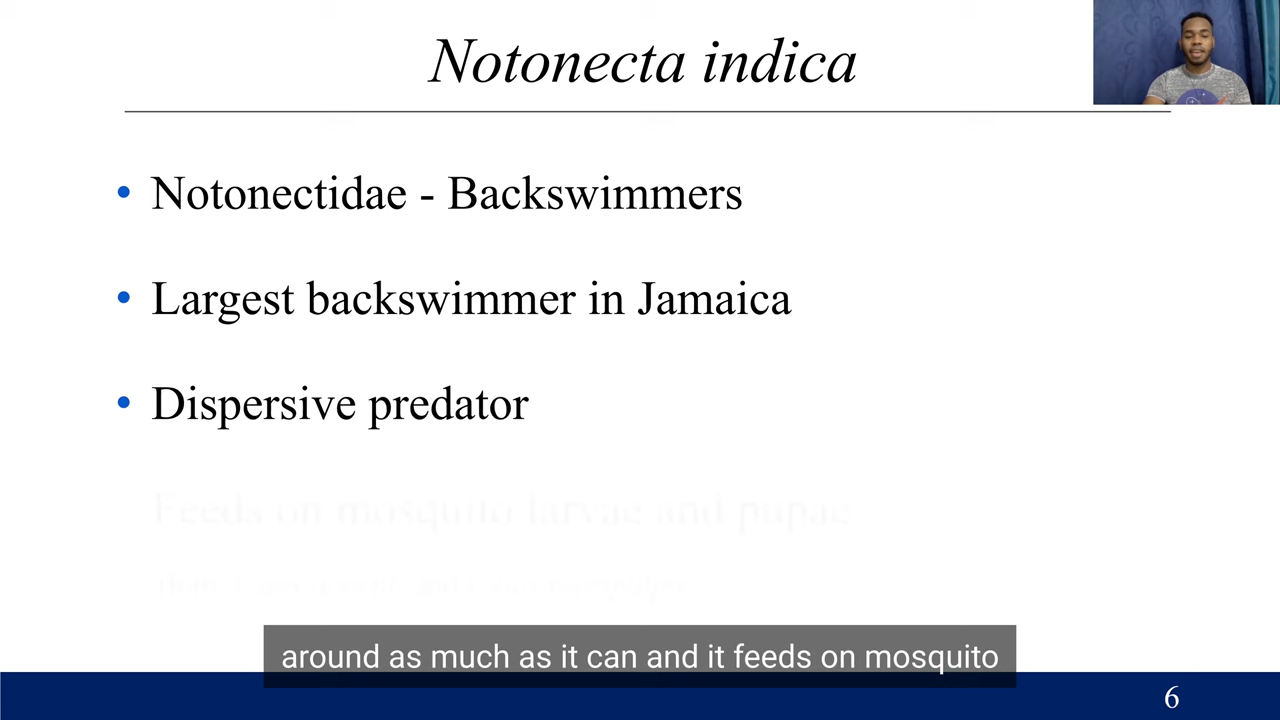 Notonecta indica
• Notonectidae - Backswimmers
• Largest backswimmer in Jamaica
• Dispersive predator
Feeds on mosquito larvae and pupae
around as much as it can and it feeds on mosquito
6